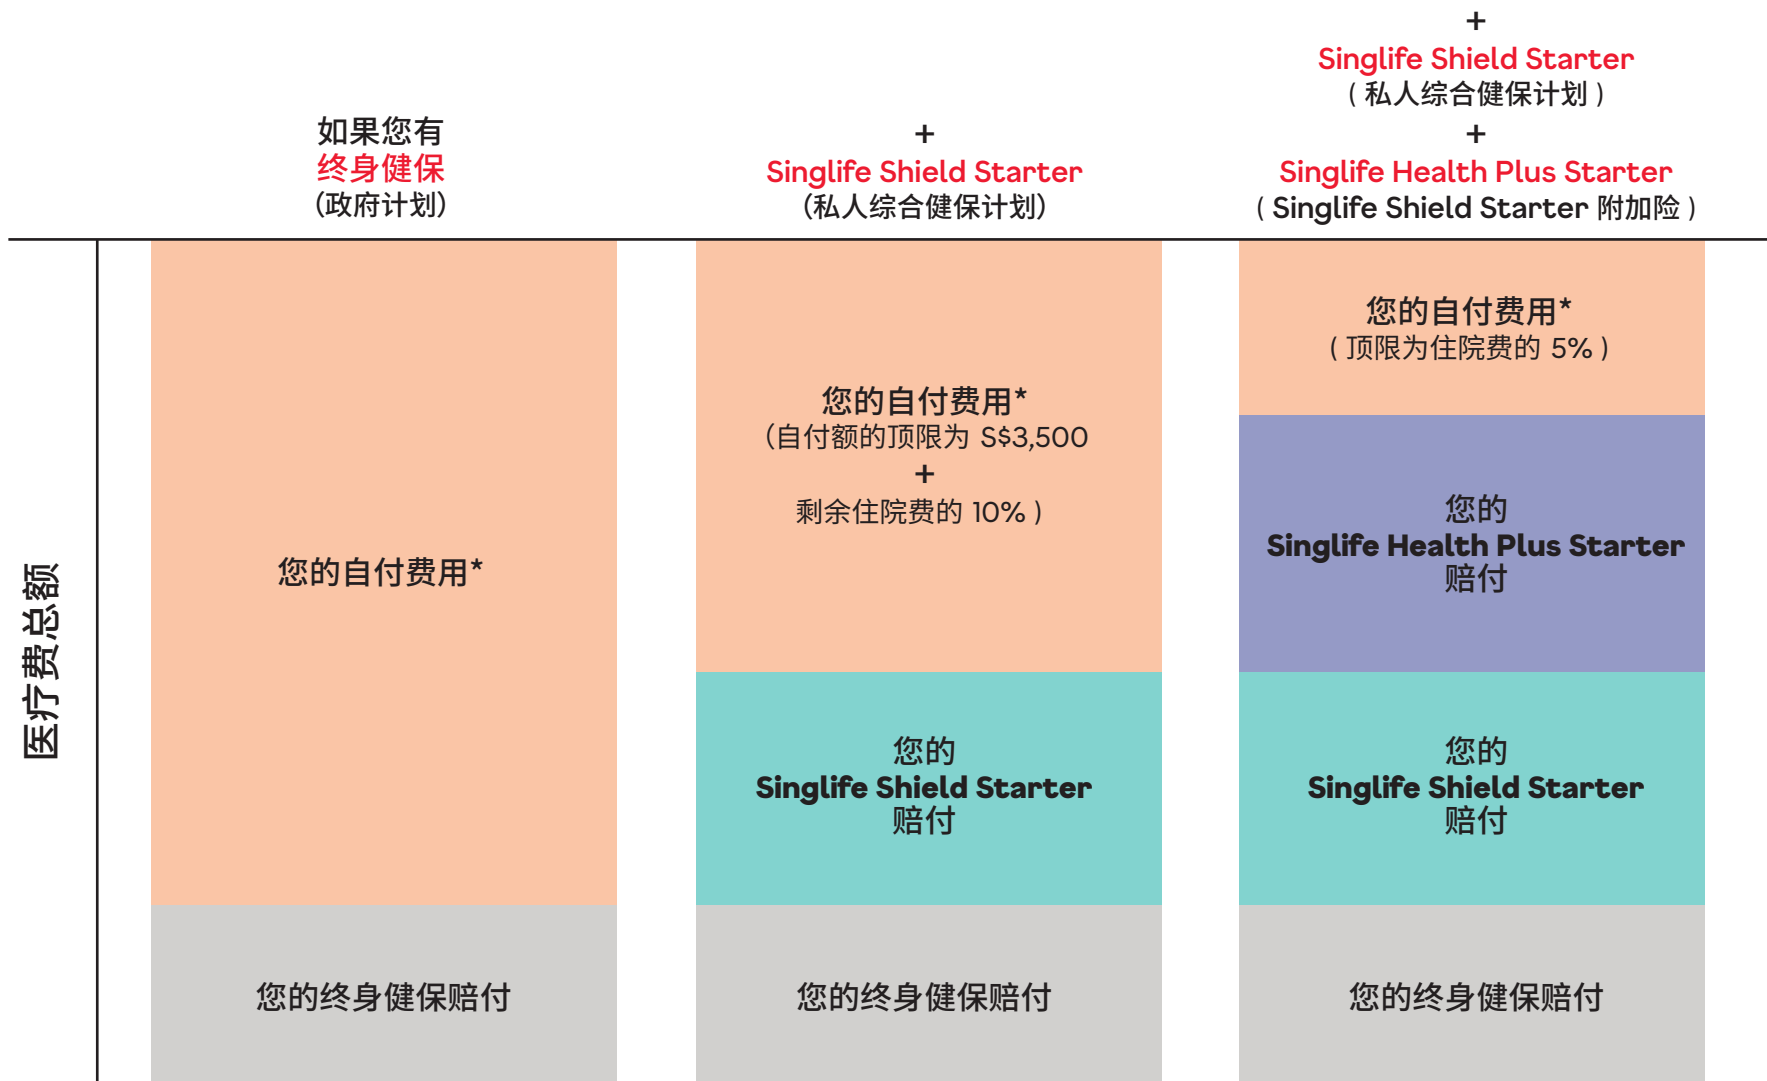 如果您有
终身健保
(政府计划)
+
Singlife Shield Starter
(私人综合健保计划)
+
Singlife Shield Starter
( 私人综合健保计划 )
+
Singlife Health Plus Starter
( Singlife Shield Starter 附加险 )
医疗费总额
您的自付费用*
您的终身健保赔付
您的自付费用*
(自付额的顶限为 S$3,500
+
剩余住院费的 10% )
您的
Singlife Shield Starter
赔付
您的终身健保赔付
您的自付费用*
( 顶限为住院费的 5% )
您的
Singlife Health Plus Starter
赔付
您的
Singlife Shield Starter
赔付
您的终身健保赔付